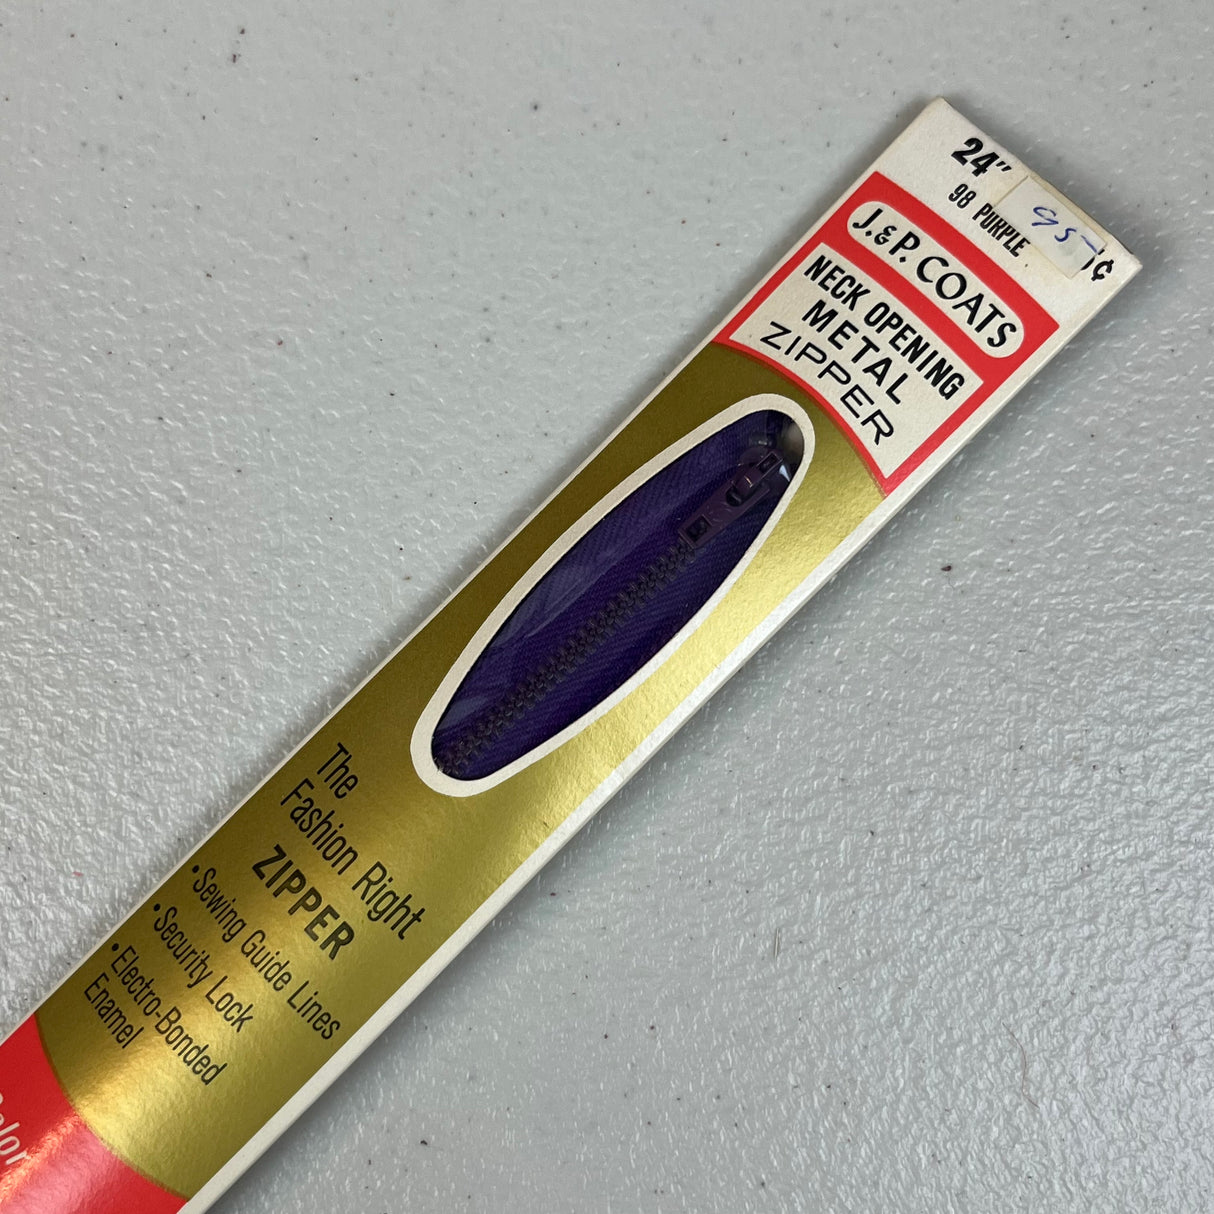 24"
98 PURPLE
95
¢
J. & P. COATS
NECK OPENING
METAL
ZIPPER
The
Fashion Right
ZIPPER
•Sewing Guide Lines
•Security Lock
•Electro-Bonded
Enamel